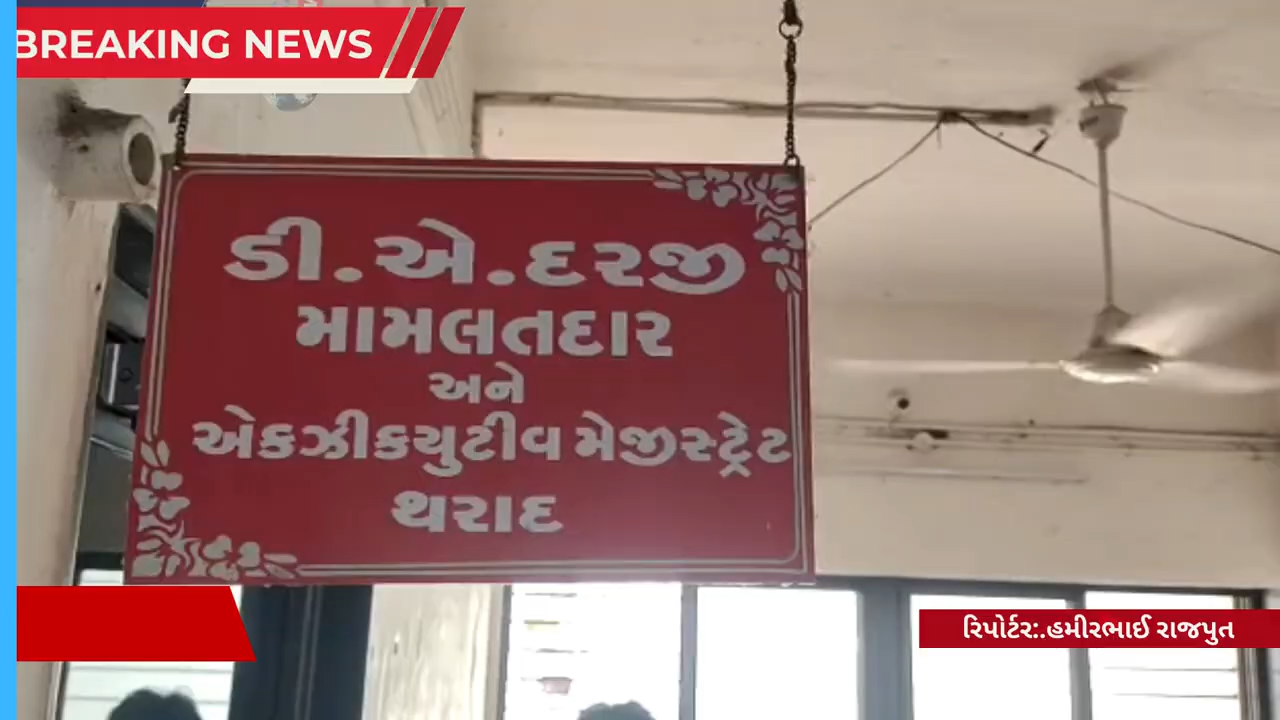 BREAKING NEWS
ડી.એ.દરજી
મામલતદાર
અને
એકઝીકયુટીવ મેજીસ્ટ્રેટ
થરાદ
રિપોર્ટર:.હમીરભાઈ રાજપુત